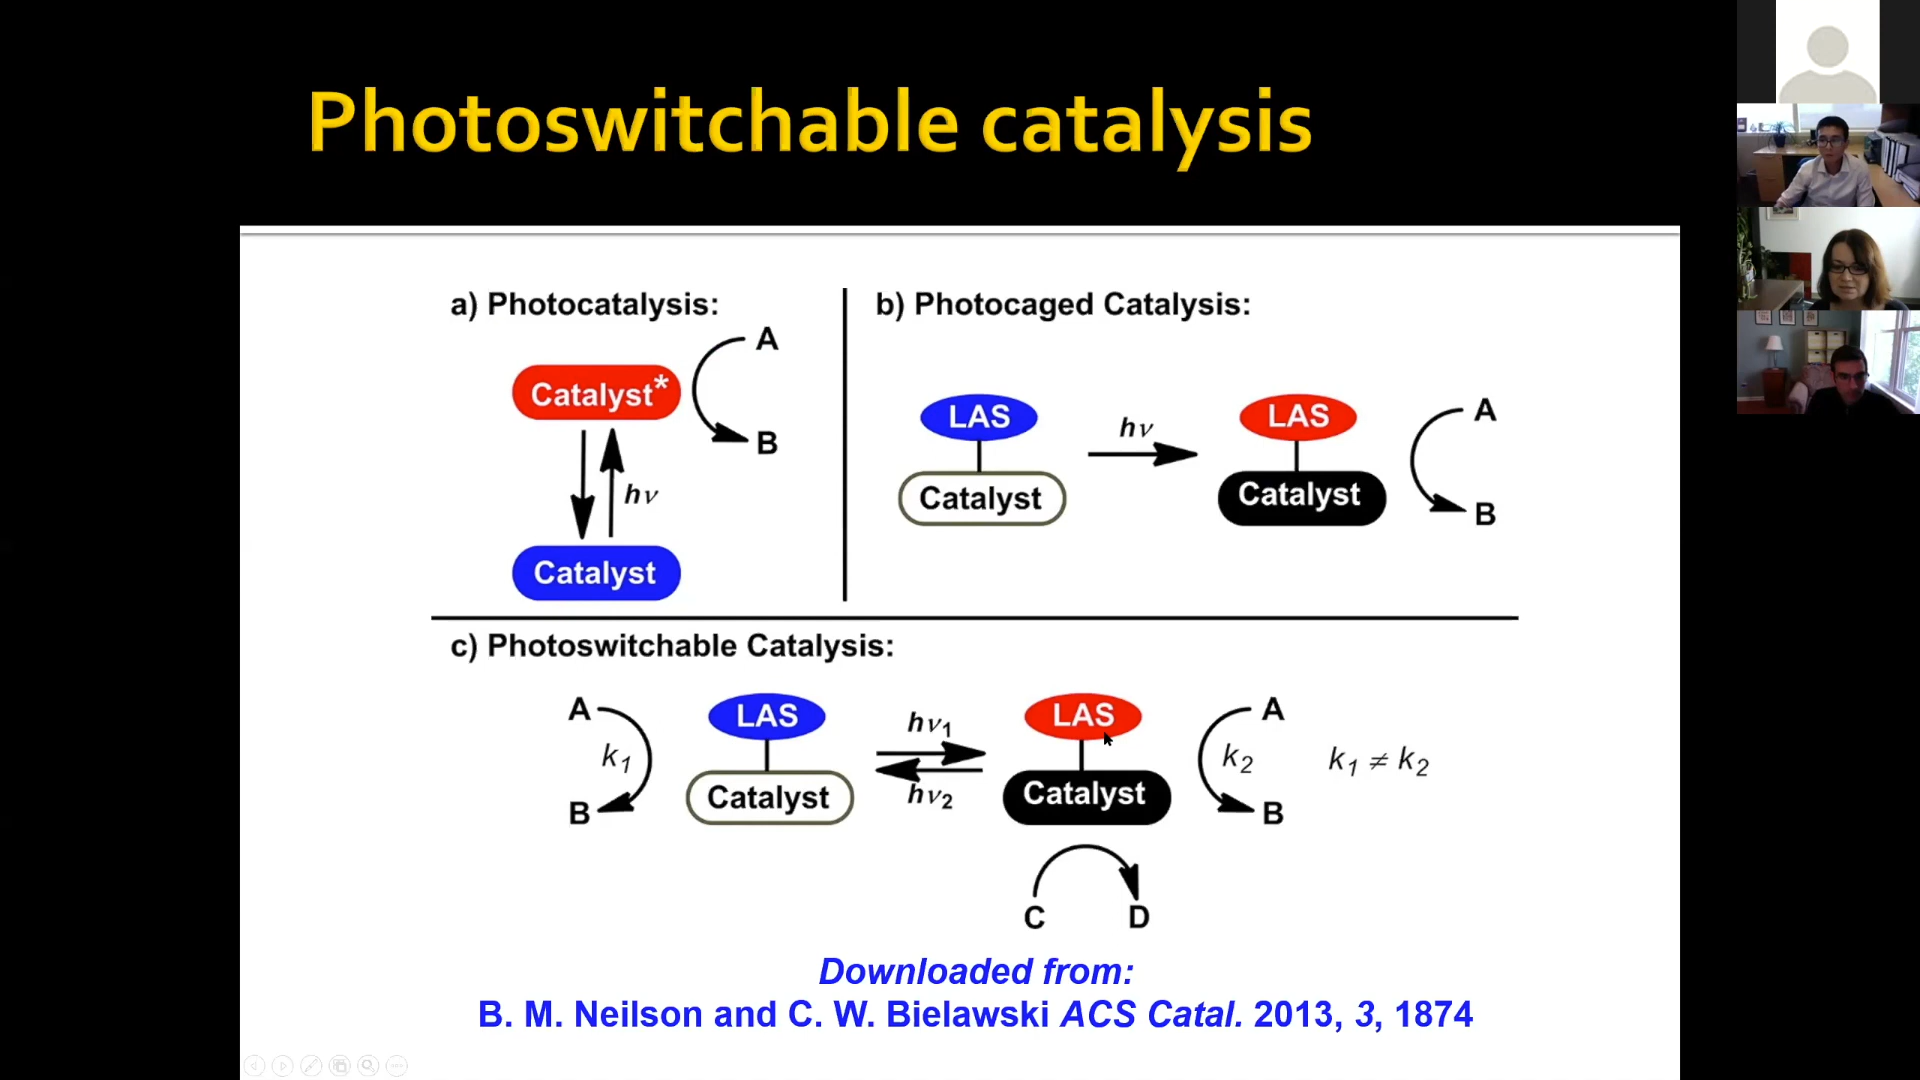 Photoswitchable catalysis
a) Photocatalysis:
A
Catalyst*
B
hν
Catalyst
b) Photocaged Catalysis:
LAS
Catalyst
hν
LAS
Catalyst
A
B
c) Photoswitchable Catalysis:
A
k1
B
LAS
Catalyst
hν1
hν2
LAS
Catalyst
A
k2
B
k1 ≠ k2
C
D
Downloaded from:
B. M. Neilson and C. W. Bielawski ACS Catal. 2013, 3, 1874